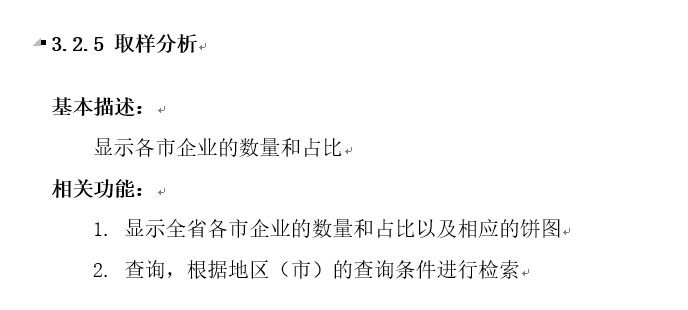 3.2.5 取样分析
基本描述：
显示各市企业的数量和占比
相关功能：
1. 显示全省各市企业的数量和占比以及相应的饼图
2. 查询，根据地区（市）的查询条件进行检索